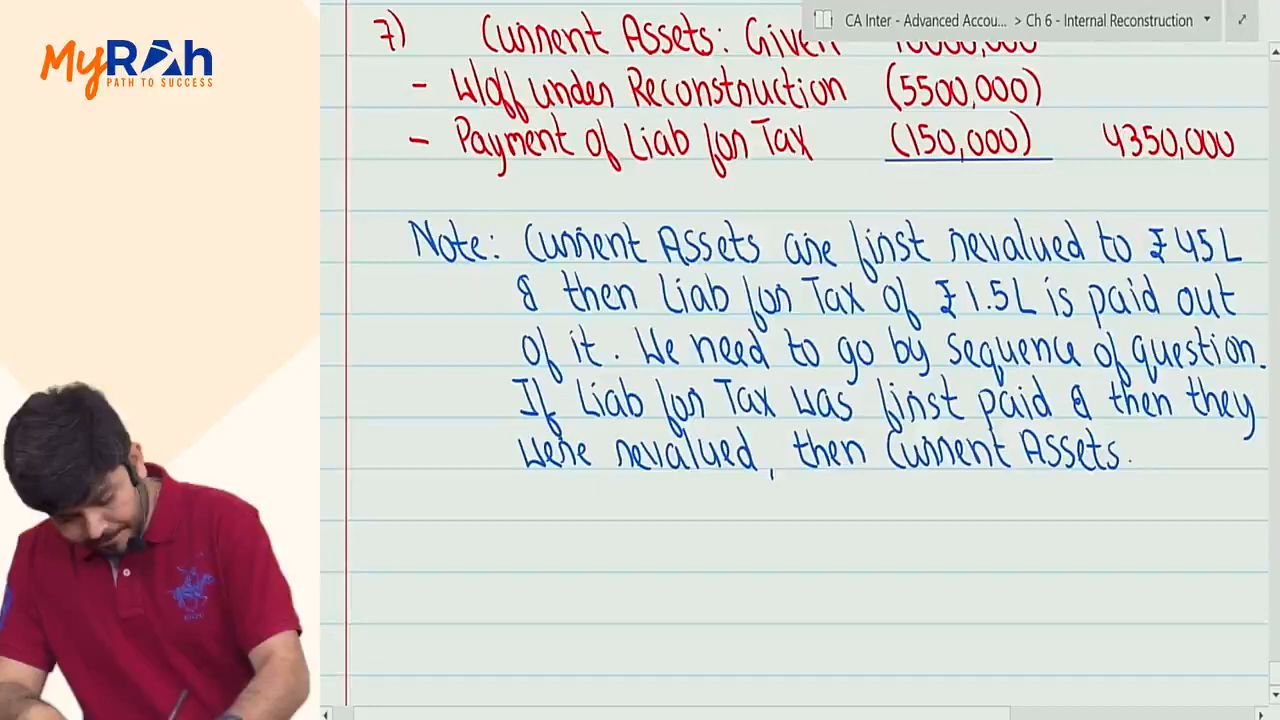 MyRAh
PATH TO SUCCESS
CA Inter - Advanced Accou... > Ch 6 - Internal Reconstruction
7) Current Assets: Given 10000,000
- W/off under Reconstruction (5500,000)
- Payment of Liab for Tax (150,000) 4350,000
Note: Current Assets are first revalued to ₹45L
& then Liab for Tax of ₹1.5L is paid out
of it. We need to go by sequence of question.
If Liab for Tax was first paid & then they
were revalued, then Current Assets.